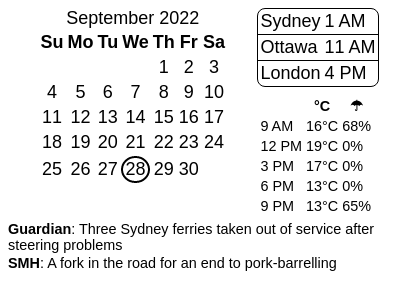 September 2022
Su Mo Tu We Th Fr Sa
1 2 3
4 5 6 7 8 9 10
11 12 13 14 15 16 17
18 19 20 21 22 23 24
25 26 27 28 29 30
Sydney 1 AM
Ottawa 11 AM
London 4 PM
°C ☂
9 AM 16°C 68%
12 PM 19°C 0%
3 PM 17°C 0%
6 PM 13°C 0%
9 PM 13°C 65%
Guardian: Three Sydney ferries taken out of service after
steering problems
SMH: A fork in the road for an end to pork-barrelling